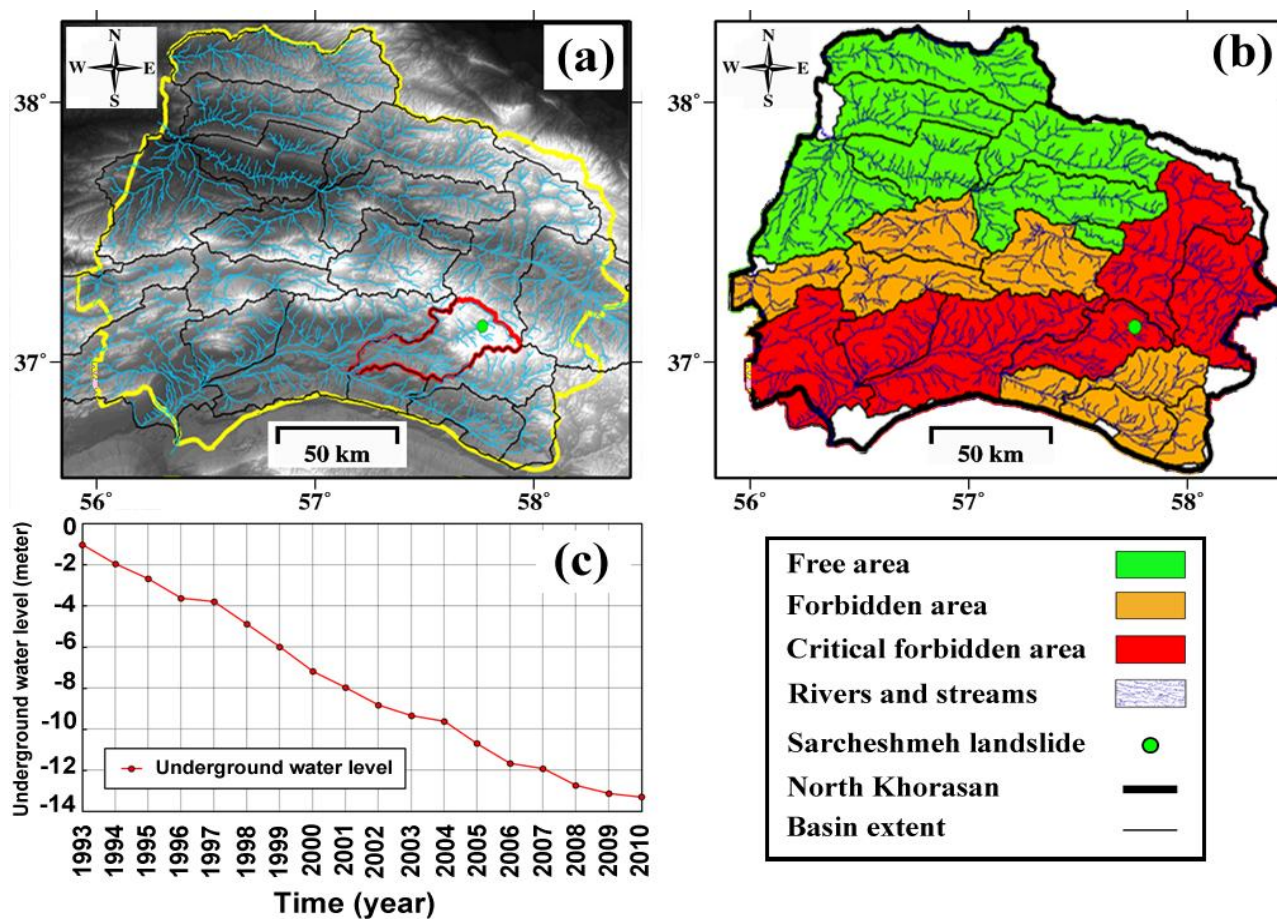 N
W E
S
(a)
38°
37°
50 km
56° 57° 58°
N
W E
S
(b)
38°
37°
50 km
56° 57° 58°
Underground water level (meter)
0
-2
-4
-6
-8
-10
-12
-14
(c)
Underground water level
1993 1994 1995 1996 1997 1998 1999 2000 2001 2002 2003 2004 2005 2006 2007 2008 2009 2010
Time (year)
Free area
Forbidden area
Critical forbidden area
Rivers and streams
Sarcheshmeh landslide
North Khorasan
Basin extent